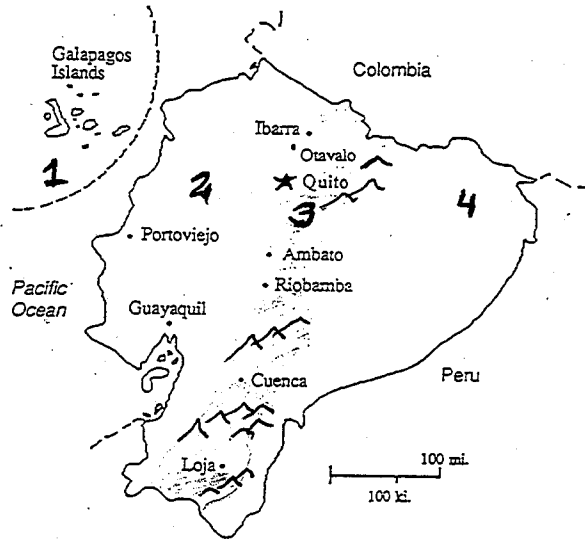 Galapagos
Islands
1
Colombia
Ibarra
Otavalo
2
Quito
3
4
Portoviejo
Ambato
Pacific
Ocean
Riobamba
Guayaquil
Peru
Cuenca
Loja
100 mi.
100 ki.